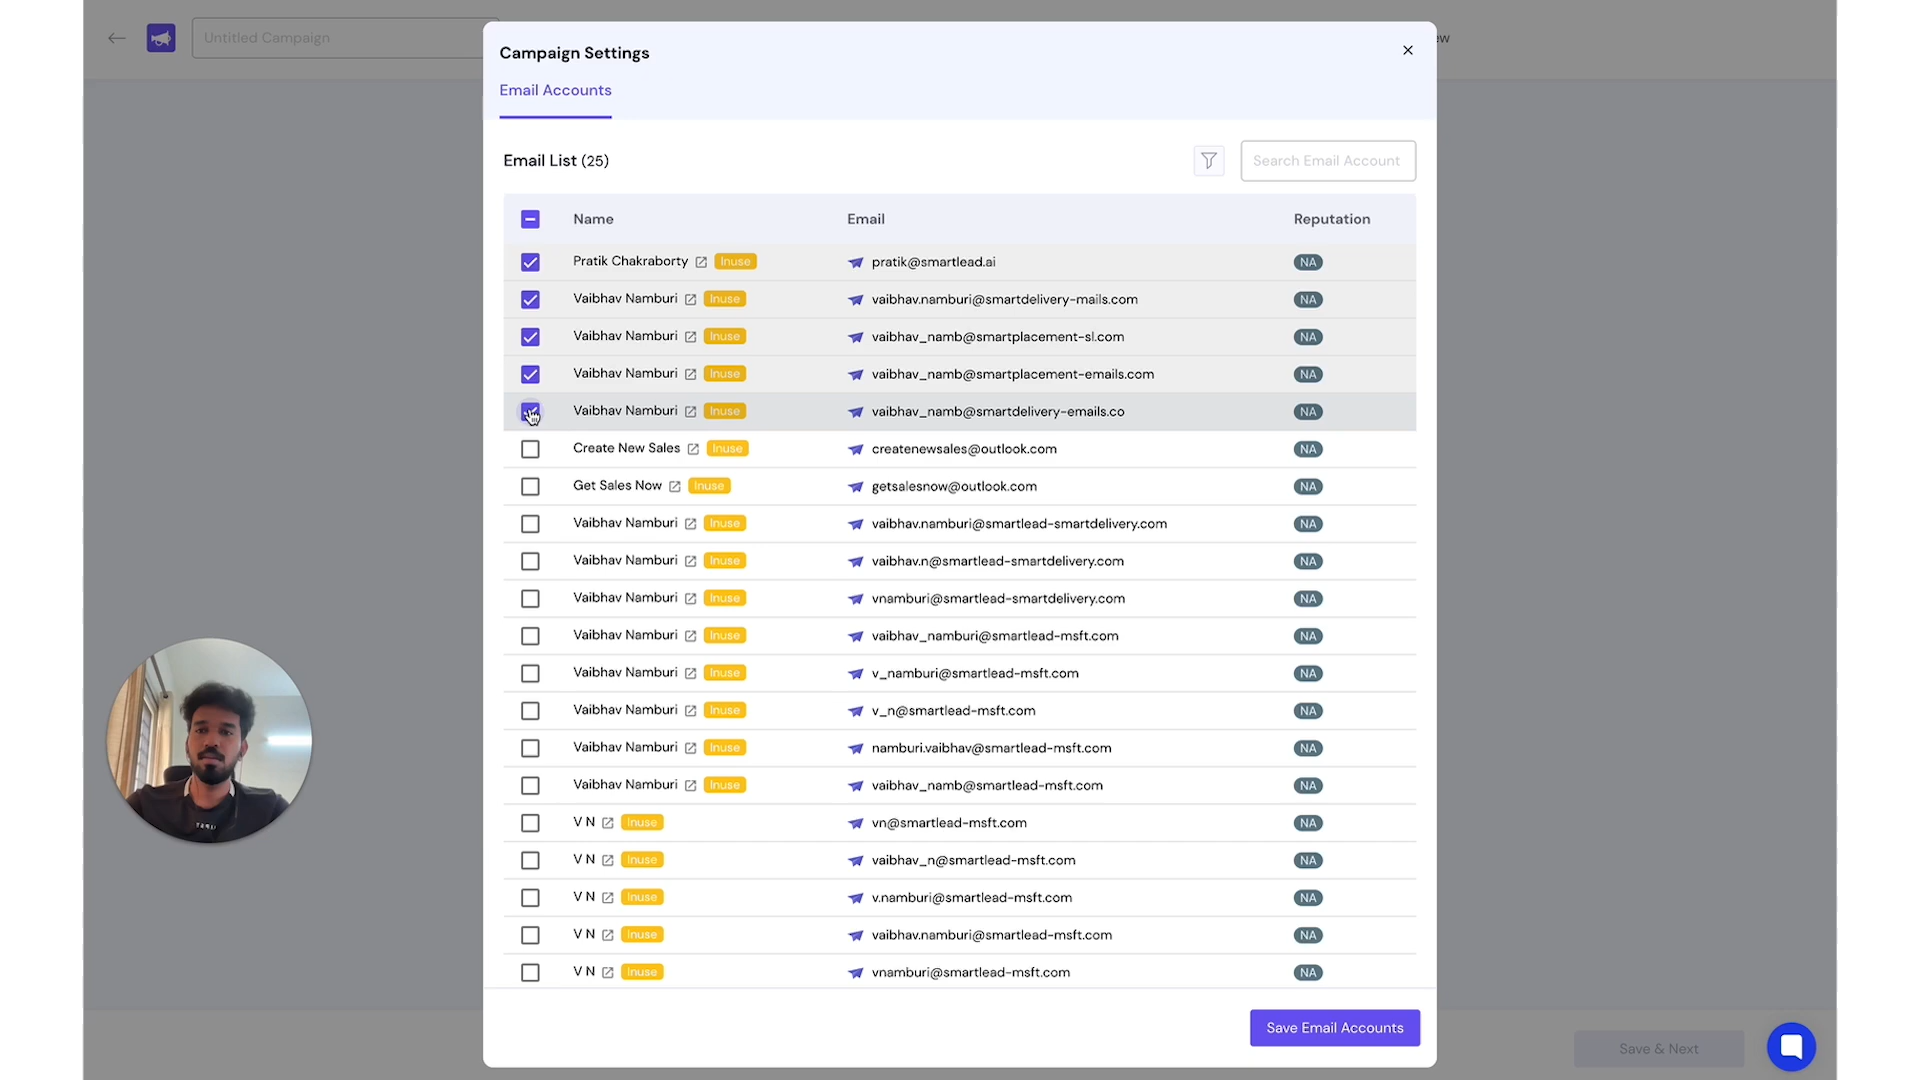 Untitled Campaign
ew
Campaign Settings
Email Accounts
Email List (25)
Search Email Account
Name Email Reputation
Pratik Chakraborty Inuse pratik@smartlead.ai NA
Vaibhav Namburi Inuse vaibhav.namburi@smartdelivery-mails.com NA
Vaibhav Namburi Inuse vaibhav_namb@smartplacement-sl.com NA
Vaibhav Namburi Inuse vaibhav_namb@smartplacement-emails.com NA
Vaibhav Namburi Inuse vaibhav_namb@smartdelivery-emails.co NA
Create New Sales Inuse createnewsales@outlook.com NA
Get Sales Now Inuse getsalesnow@outlook.com NA
Vaibhav Namburi Inuse vaibhav.namburi@smartlead-smartdelivery.com NA
Vaibhav Namburi Inuse vaibhav.n@smartlead-smartdelivery.com NA
Vaibhav Namburi Inuse vnamburi@smartlead-smartdelivery.com NA
Vaibhav Namburi Inuse vaibhav_namburi@smartlead-msft.com NA
Vaibhav Namburi Inuse v_namburi@smartlead-msft.com NA
Vaibhav Namburi Inuse v_n@smartlead-msft.com NA
Vaibhav Namburi Inuse namburi.vaibhav@smartlead-msft.com NA
Vaibhav Namburi Inuse vaibhav_namb@smartlead-msft.com NA
V N Inuse vn@smartlead-msft.com NA
V N Inuse vaibhav_n@smartlead-msft.com NA
V N Inuse v.namburi@smartlead-msft.com NA
V N Inuse vaibhav.namburi@smartlead-msft.com NA
V N Inuse vnamburi@smartlead-msft.com NA
Save Email Accounts
Save & Next